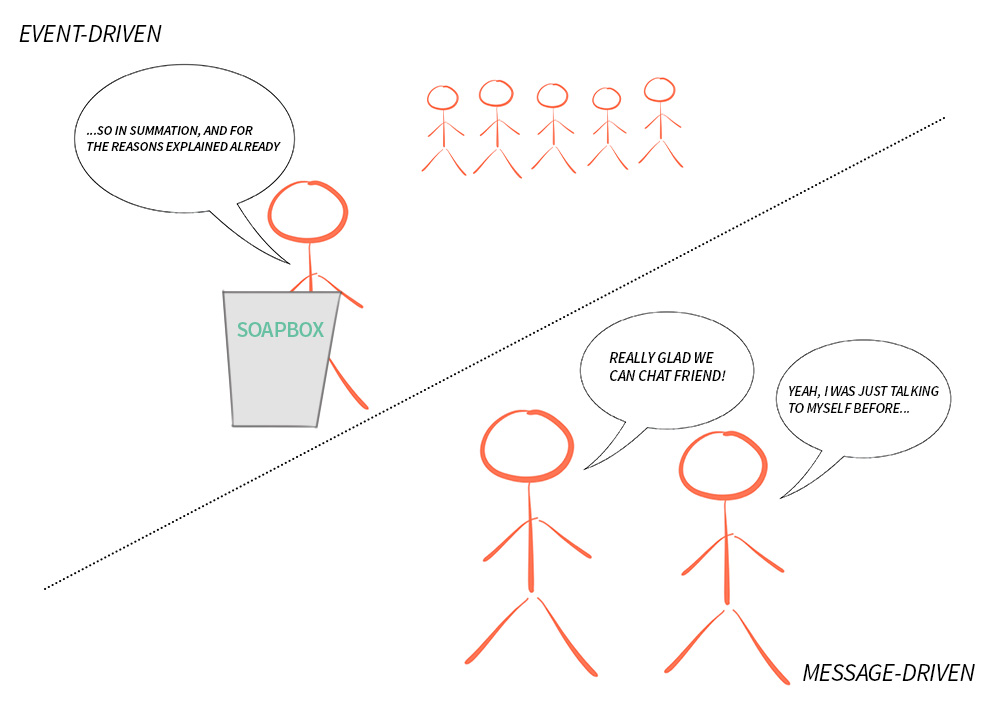 EVENT-DRIVEN
...SO IN SUMMATION, AND FOR
THE REASONS EXPLAINED ALREADY
SOAPBOX
REALLY GLAD WE
CAN CHAT FRIEND!
YEAH, I WAS JUST TALKING
TO MYSELF BEFORE...
MESSAGE-DRIVEN